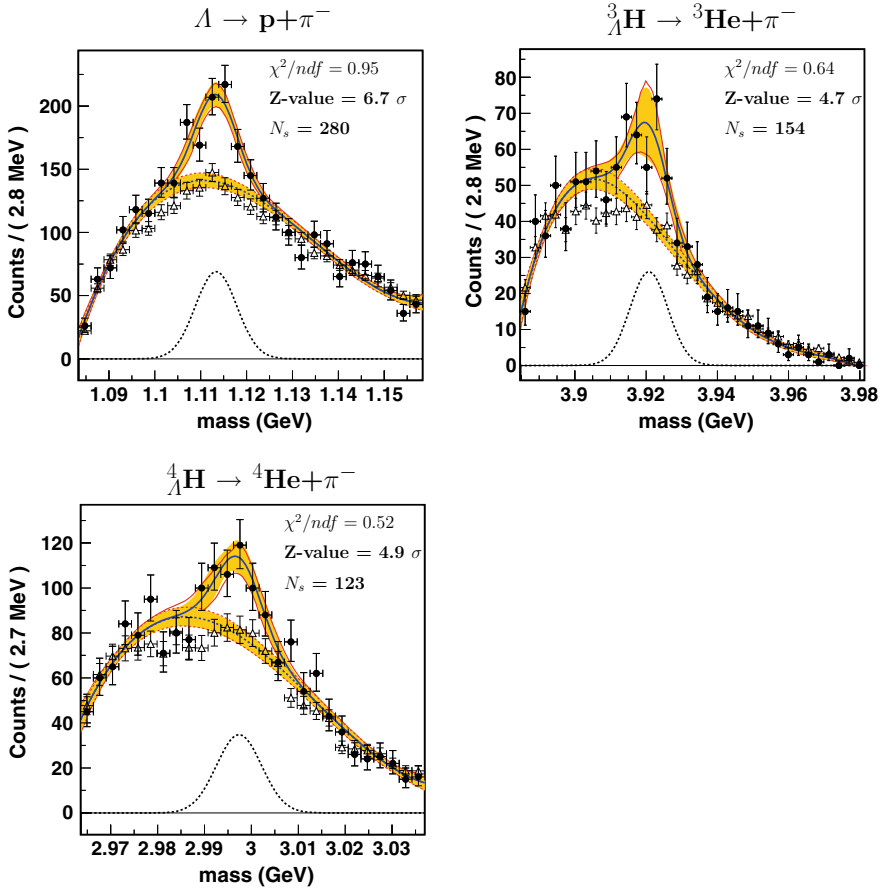 Λ → p+π⁻
χ²/ndf = 0.95
Z-value = 6.7 σ
Nₛ = 280
Counts / ( 2.8 MeV)
200
150
100
50
0
1.09 1.1 1.11 1.12 1.13 1.14 1.15
mass (GeV)
³ΛH → ³He+π⁻
χ²/ndf = 0.64
Z-value = 4.7 σ
Nₛ = 154
Counts / ( 2.8 MeV)
80
70
60
50
40
30
20
10
0
3.9 3.92 3.94 3.96 3.98
mass (GeV)
⁴ΛH → ⁴He+π⁻
χ²/ndf = 0.52
Z-value = 4.9 σ
Nₛ = 123
Counts / ( 2.7 MeV)
120
100
80
60
40
20
0
2.97 2.98 2.99 3 3.01 3.02 3.03
mass (GeV)